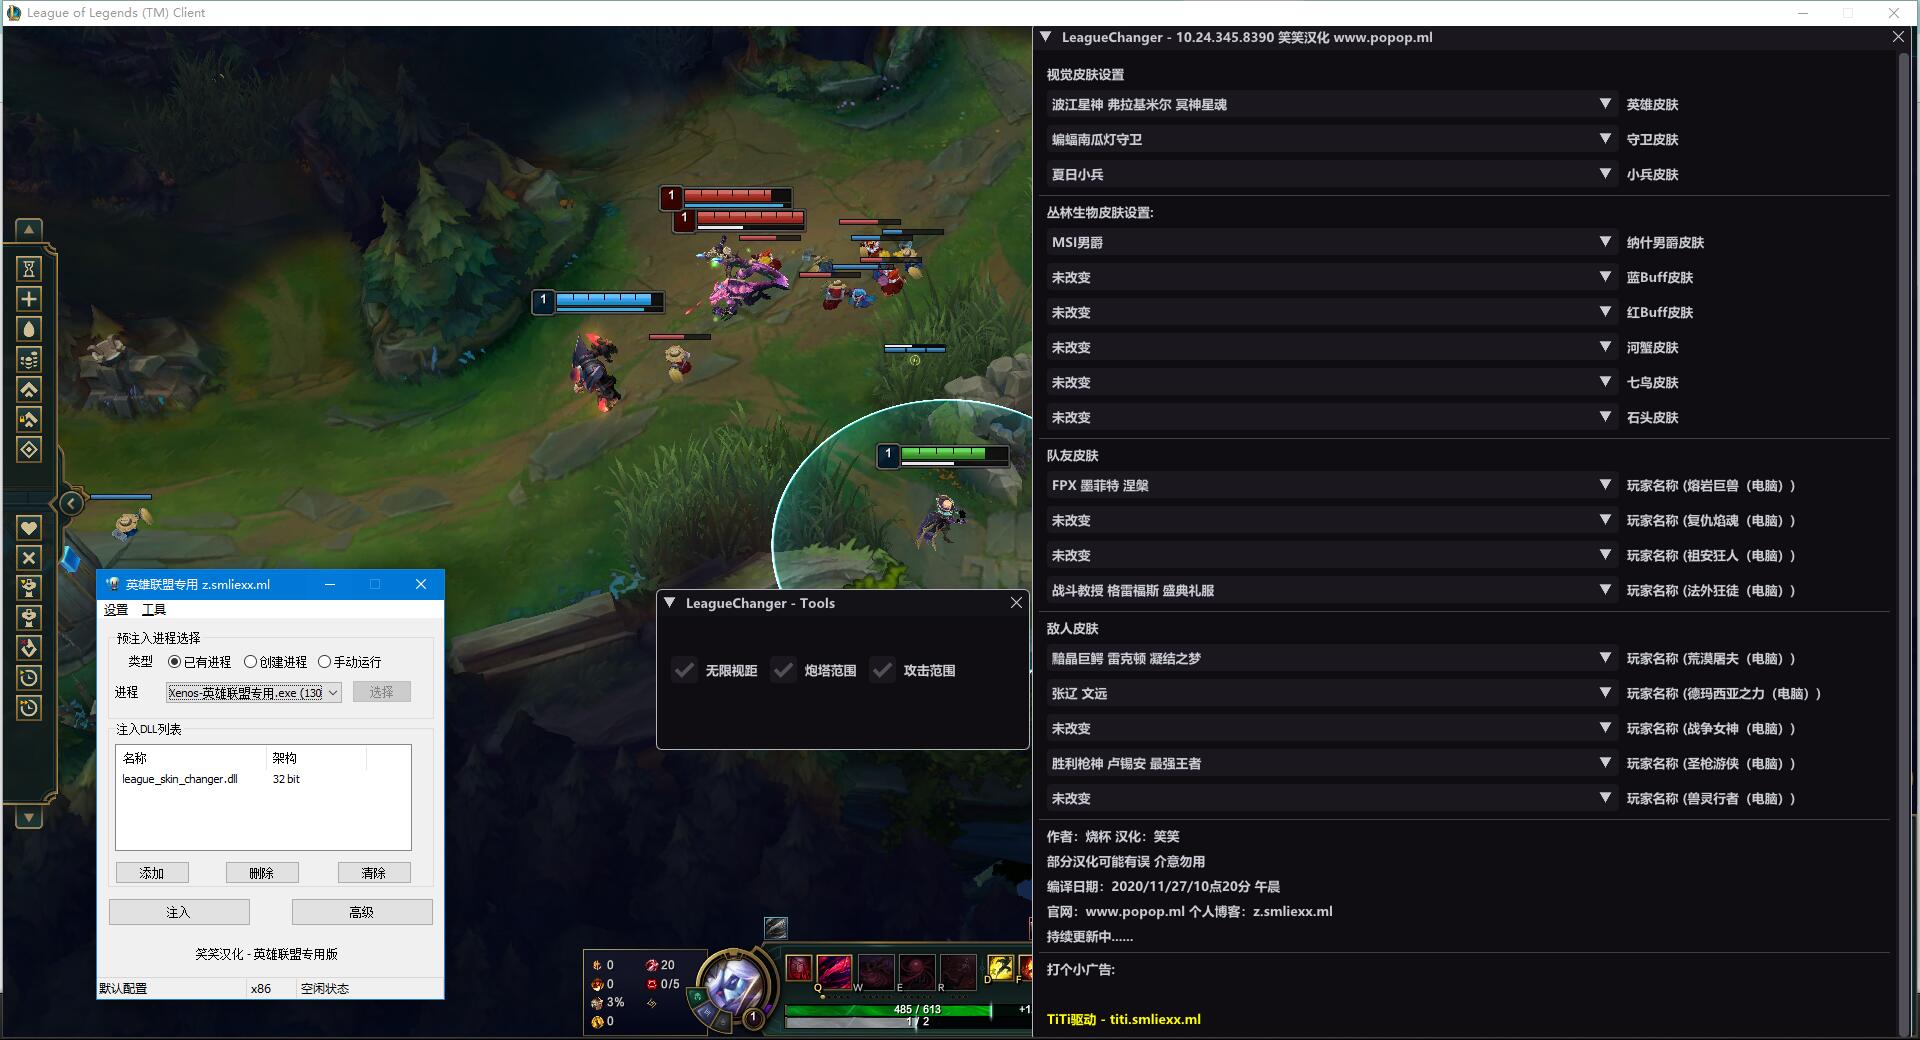 League of Legends (TM) Client
LeagueChanger - 10.24.345.8390 笑笑汉化 www.popop.ml
视觉皮肤设置
波江星神 弗拉基米尔 冥神星魂 英雄皮肤
蝙蝠南瓜灯守卫 守卫皮肤
夏日小兵 小兵皮肤
丛林生物皮肤设置:
MSI男爵 纳什男爵皮肤
未改变 蓝Buff皮肤
未改变 红Buff皮肤
未改变 河蟹皮肤
未改变 七鸟皮肤
未改变 石头皮肤
队友皮肤
FPX 墨菲特 涅槃 玩家名称 (熔岩巨兽（电脑）)
未改变 玩家名称 (复仇焰魂（电脑）)
未改变 玩家名称 (祖安狂人（电脑）)
战斗教授 格雷福斯 盛典礼服 玩家名称 (法外狂徒（电脑）)
敌人皮肤
黯晶巨鳄 雷克顿 凝结之梦 玩家名称 (荒漠屠夫（电脑）)
张辽 文远 玩家名称 (德玛西亚之力（电脑）)
未改变 玩家名称 (战争女神（电脑）)
胜利枪神 卢锡安 最强王者 玩家名称 (圣枪游侠（电脑）)
未改变 玩家名称 (兽灵行者（电脑）)
作者：烧杯 汉化：笑笑
部分汉化可能有误 介意勿用
编译日期：2020/11/27/10点20分 午晨
官网：www.popop.ml 个人博客：z.smliexx.ml
持续更新中......
打个小广告:
TiTi驱动 - titi.smliexx.ml
1
1
1
1
LeagueChanger - Tools
无限视距 炮塔范围 攻击范围
英雄联盟专用 z.smliexx.ml
设置 工具
预注入进程选择
类型 已有进程 创建进程 手动运行
进程 Xenos-英雄联盟专用.exe (130 选择
注入DLL列表
名称 架构
league_skin_changer.dll 32 bit
添加 删除 清除
注入 高级
笑笑汉化 - 英雄联盟专用版
默认配置 x86 空闲状态
0 20
0 0/5
3%
0
1
Q W E R D F
485 / 613 +1
1 / 2